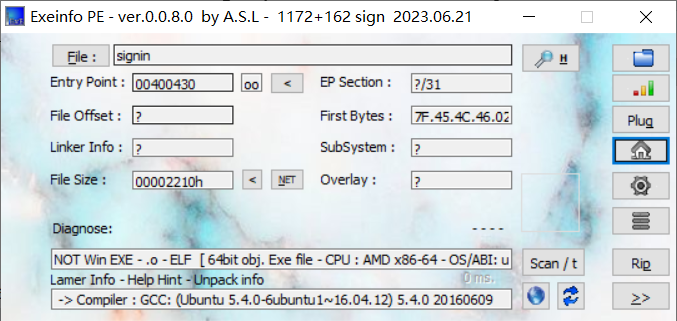 Exeinfo PE - ver.0.0.8.0 by A.S.L - 1172+162 sign 2023.06.21
File : signin H
Entry Point : 00400430 oo < EP Section : ?/31
File Offset : ? First Bytes : 7F.45.4C.46.02 Plug
Linker Info : ? SubSystem : ?
File Size : 00002210h < NET Overlay : ?
Diagnose: - - - -
NOT Win EXE - .o - ELF [ 64bit obj. Exe file - CPU : AMD x86-64 - OS/ABI: u Scan / t Rip
Lamer Info - Help Hint - Unpack info 0 ms.
-> Compiler : GCC: (Ubuntu 5.4.0-6ubuntu1~16.04.12) 5.4.0 20160609 >>